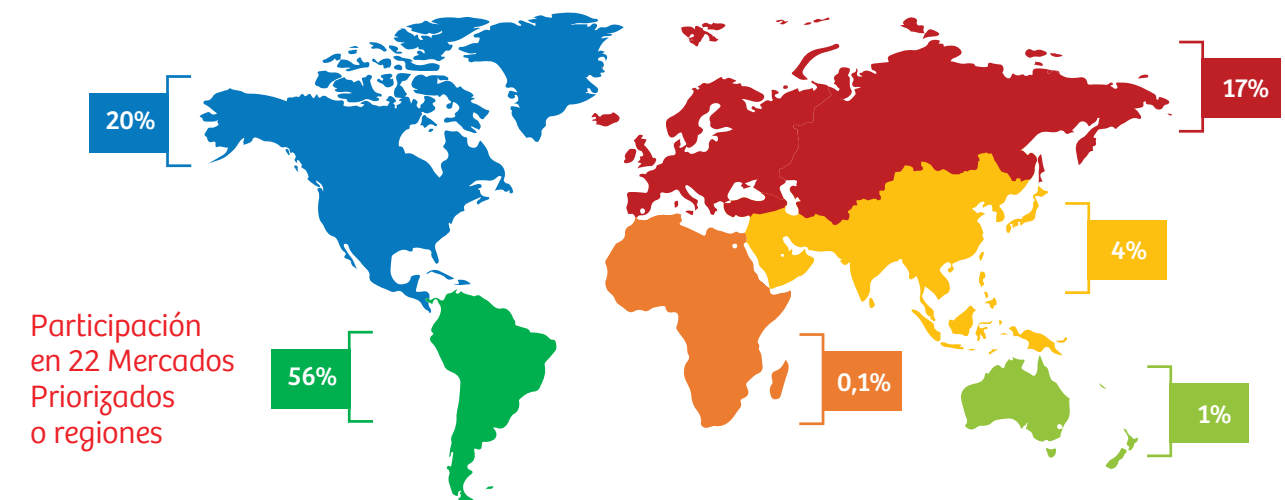 20%
17%
4%
Participación
en 22 Mercados
Priorizados
o regiones
56%
0,1%
1%